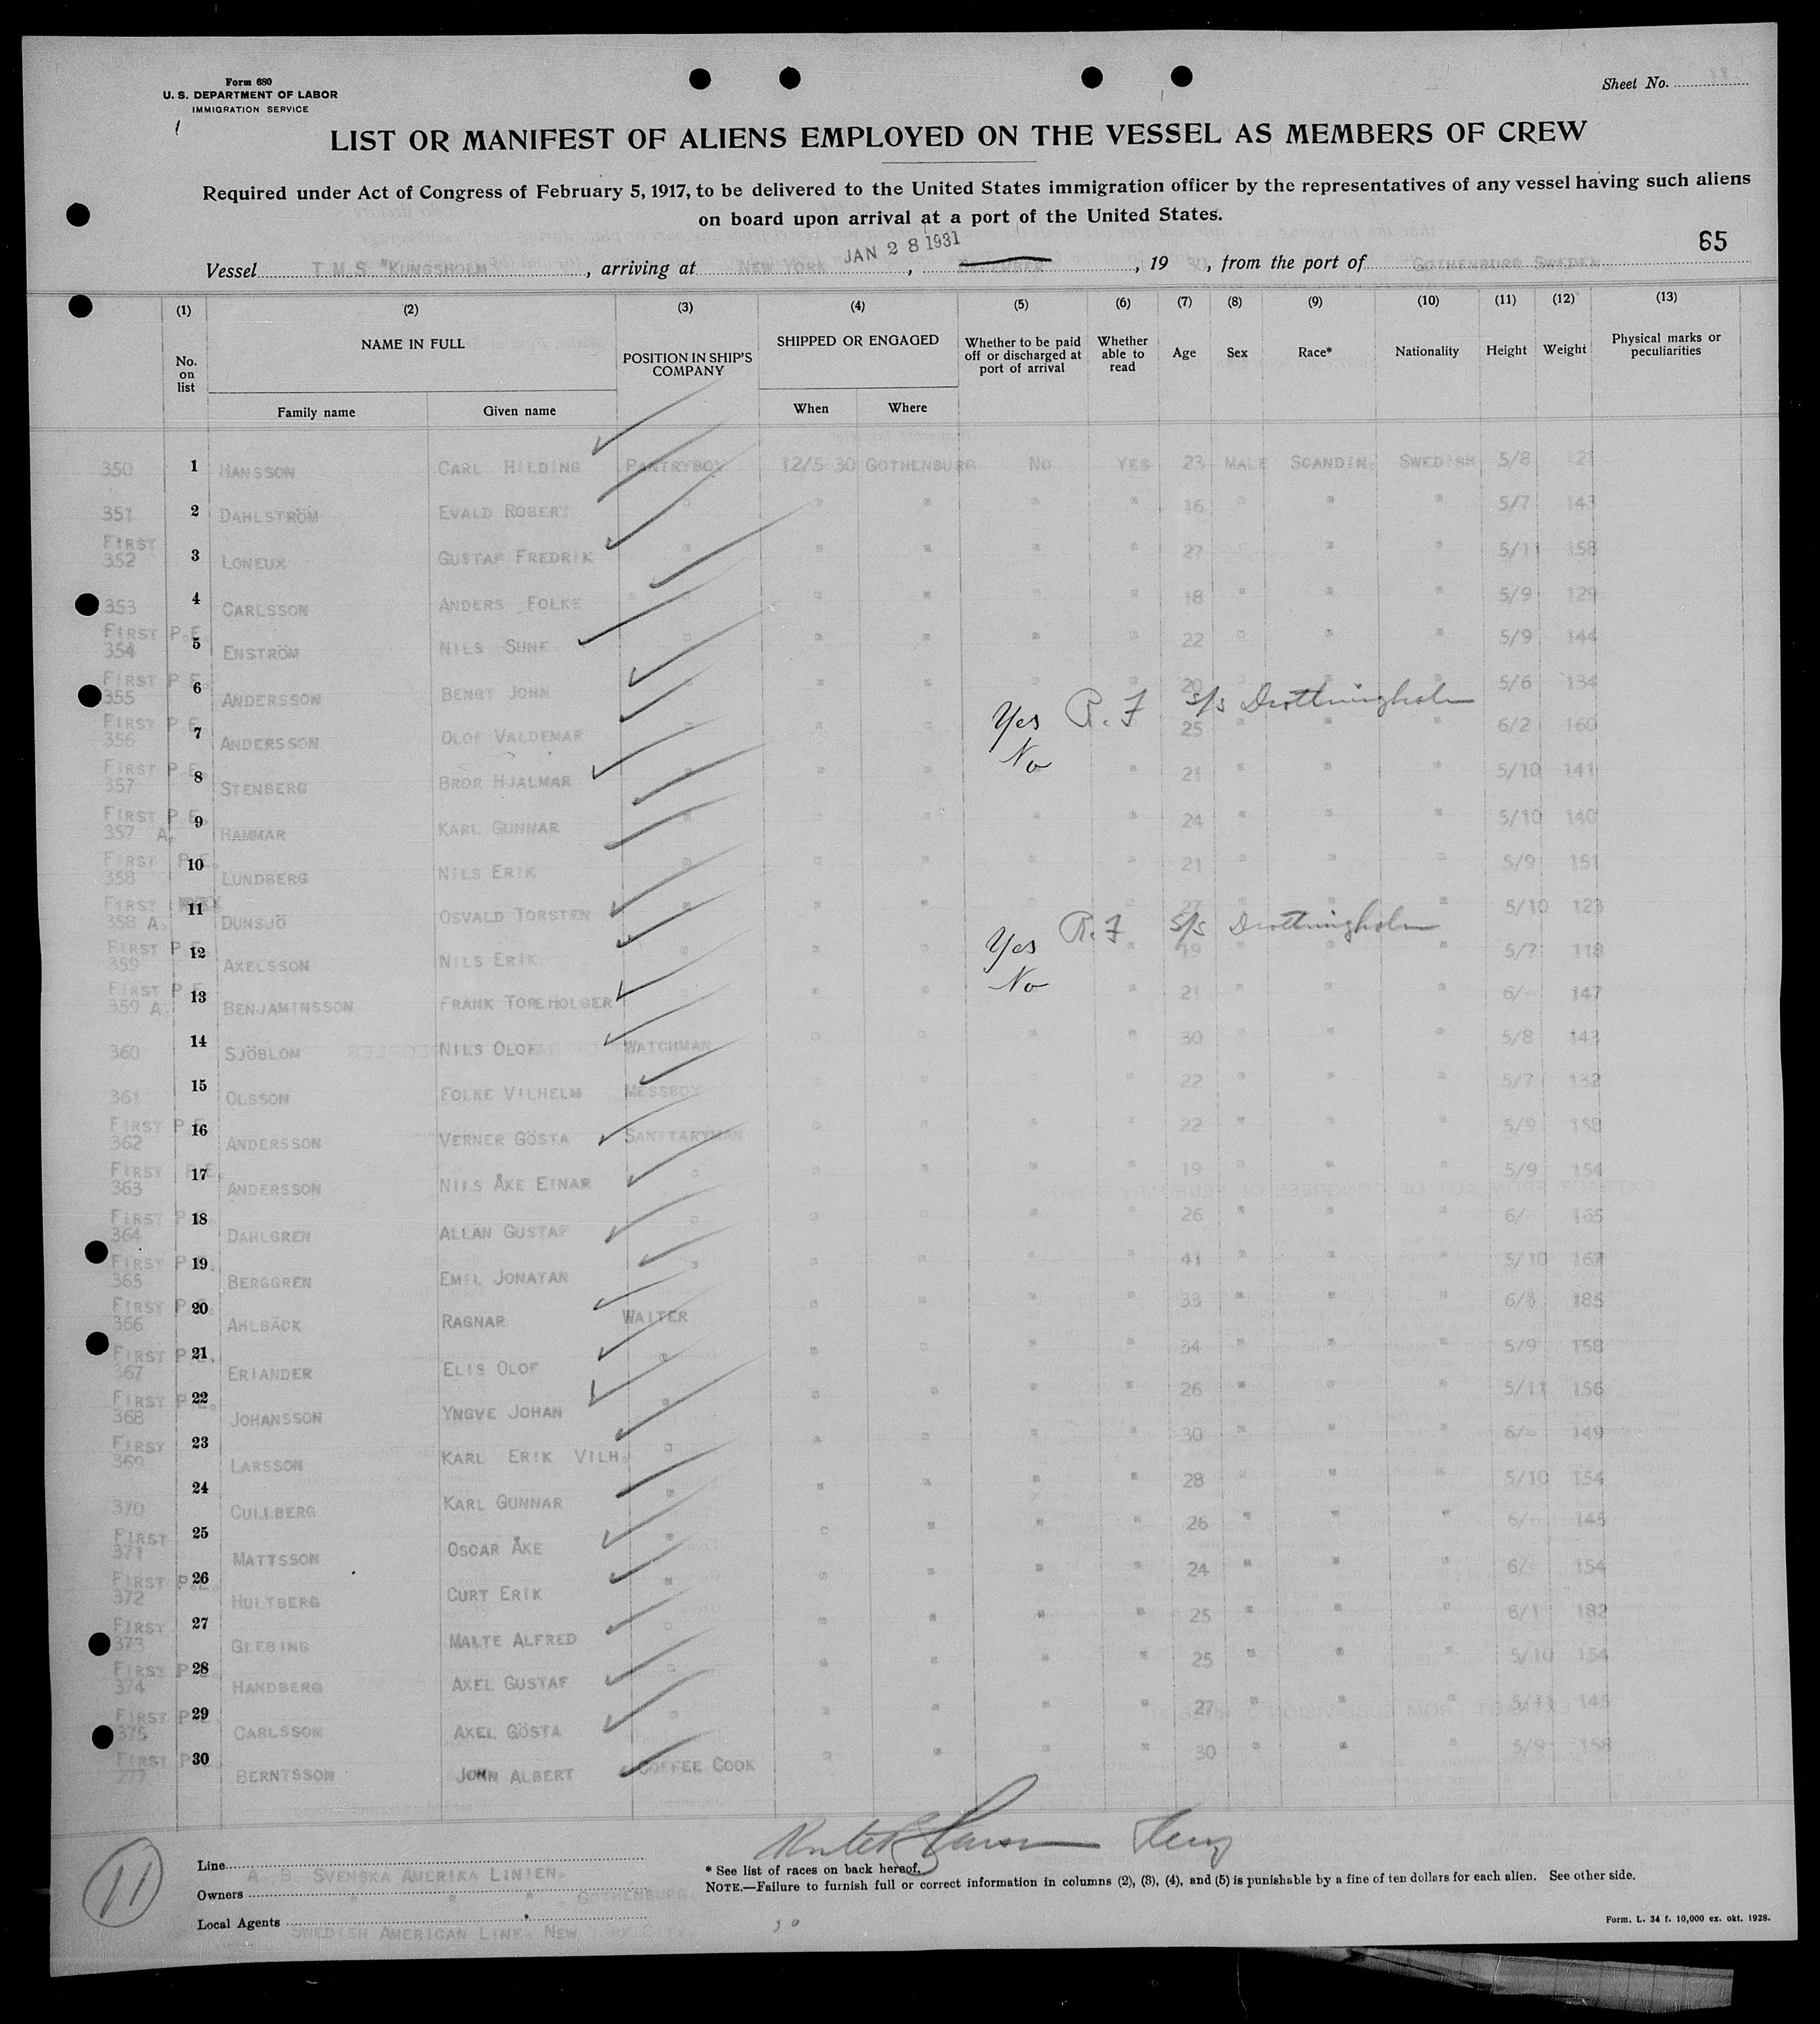 Form 680
U. S. DEPARTMENT OF LABOR
IMMIGRATION SERVICE
Sheet No.
LIST OR MANIFEST OF ALIENS EMPLOYED ON THE VESSEL AS MEMBERS OF CREW
Required under Act of Congress of February 5, 1917, to be delivered to the United States immigration officer by the representatives of any vessel having such aliens
on board upon arrival at a port of the United States.
65
JAN 28 1931
Vessel T.M.S. "KUNGSHOLM", arriving at NEW YORK, DECEMBER, 1930, from the port of GOTHENBURG SWEDEN
(1) (2) (3) (4) (5) (6) (7) (8) (9) (10) (11) (12) (13)
No. on list NAME IN FULL Family name Given name POSITION IN SHIP'S COMPANY SHIPPED OR ENGAGED When Where Whether to be paid off or discharged at port of arrival Whether able to read Age Sex Race* Nationality Height Weight Physical marks or peculiarities
350 1 HANSSON CARL HILDING PANTRYBOY 12/5 30 GOTHENBURG NO YES 23 MALE SCANDIN. SWEDISH 5/8 121
351 2 DAHLSTRÖM EVALD ROBERT " " " " " 16 " " " 5/7 143
FIRST 352 3 LONEUX GUSTAF FREDRIK " " " " " 27 " " 5/11 158
353 4 CARLSSON ANDERS FOLKE " " " " " 18 " " " 5/9 129
FIRST P.E. 354 5 ENSTRÖM NILS SUNE " " " " " 22 " " " 5/9 144
FIRST P.E. 355 6 ANDERSSON BENGT JOHN " " " " 20 " " 5/6 134
FIRST P.E. 356 7 ANDERSSON OLOF VALDEMAR " " " Yes R.F s/s Drottningholm 25 " " " 6/2 160
FIRST P.E. 357 8 STENBERG BROR HJALMAR " " " No " 21 " " " 5/10 141
FIRST P.E. 357 A. 9 HAMMAR KARL GUNNAR " " " " " 24 " " " 5/10 140
FIRST P.E. 358 10 LUNDBERG NILS ERIK " " " " " 21 " " " 5/9 151
FIRST 358 A. 11 DUNSJÖ OSVALD TORSTEN " " " " " 27 " " " 5/10 123
FIRST P.E. 359 12 AXELSSON NILS ERIK " " " Yes R.F s/s Drottningholm " 19 5/7 118
FIRST P.E. 359 A. 13 BENJAMINSSON FRANK TORE HOLGER " " " No " 21 " " " 6/- 147
360 14 SJÖBLOM NILS OLOF WATCHMAN " " " " 30 " " " 5/8 143
361 15 OLSSON FOLKE VILHELM MESSBOY " " " " 22 " " " 5/7 132
FIRST P.E. 362 16 ANDERSSON VERNER GÖSTA SANITARYMAN " " " " 22 " " " 5/9 158
FIRST P.E. 363 17 ANDERSSON NILS ÅKE EINAR " " " " " 19 " " " 5/9 154
FIRST P.E. 364 18 DAHLGREN ALLAN GUSTAF " " " " " 26 " " " 6/- 165
FIRST P.E. 365 19 BERGGREN EMIL JONATAN " " " " " 41 " " " 5/10 167
FIRST P.E. 366 20 AHLBÄCK RAGNAR WAITER " " " " 33 " " " 185
FIRST P.E. 367 21 ERIANDER ELIS OLOF " " " " " 34 " " " 5/9 158
FIRST P.E. 368 22 JOHANSSON YNGVE JOHAN " " " " " 26 " " " 5/11 156
FIRST 369 23 LARSSON KARL ERIK VILH. " " " " " 30 " " " 6/- 149
370 24 CULLBERG KARL GUNNAR " " " " " 28 " " " 5/10 154
FIRST 371 25 MATTSSON OSCAR ÅKE " " " " " 26 " " " 6/- 145
FIRST P.E. 372 26 HULTBERG CURT ERIK " " " " " 24 " " " 6/- 154
FIRST 373 27 GLEBING MALTE ALFRED " " " " " 25 " " " 6/1 182
FIRST P.E. 374 28 HANDBERG AXEL GUSTAF " " " " " 25 " " " 5/10 154
FIRST P.E. 375 29 CARLSSON AXEL GÖSTA " " " " " 27 " " " 5/11 145
FIRST P.E. 377 30 BERNTSSON JOHN ALBERT COFFEE COOK " " " " 30 " " " 5/9 158
11
Line A. B. SVENSKA AMERIKA LINIEN.
Owners " " " GOTHENBURG
Local Agents SWEDISH AMERICAN LINE, NEW
* See list of races on back hereof.
NOTE.—Failure to furnish full or correct information in columns (2), (3), (4), and (5) is punishable by a fine of ten dollars for each alien. See other side.
30
Form. L. 34 f. 10,000 ex. okt. 1928.